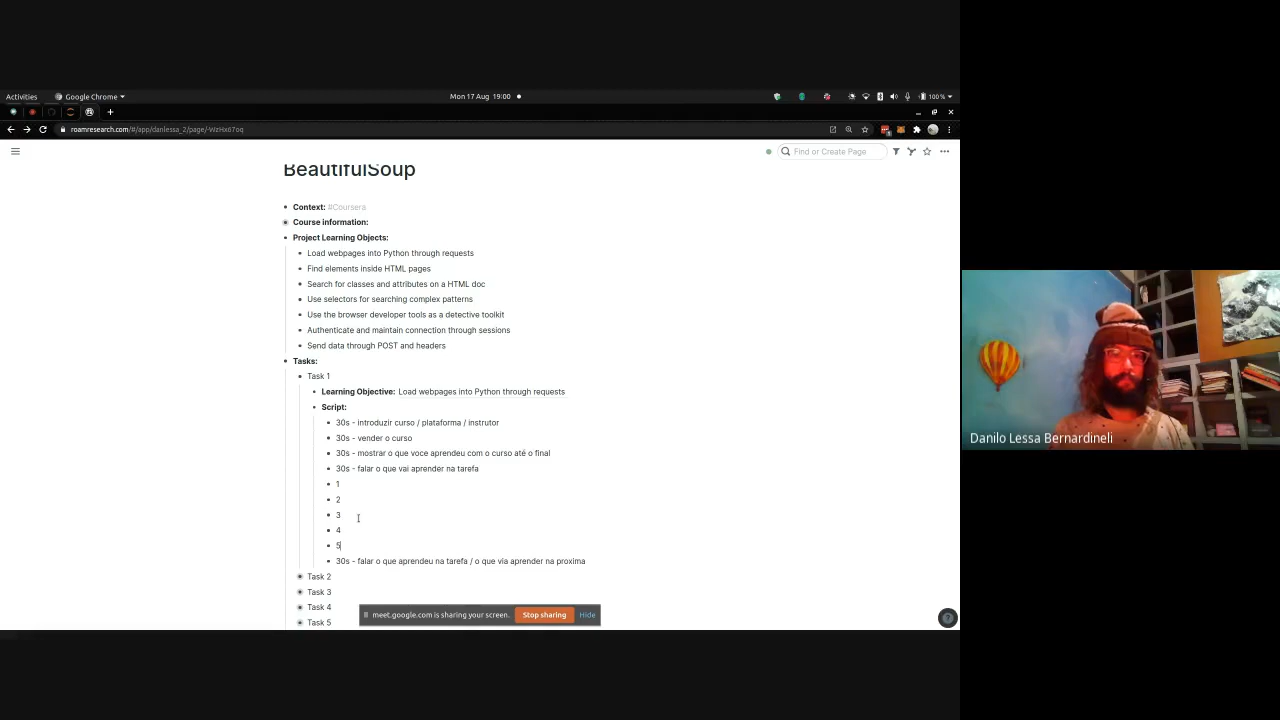 Activities
Google Chrome
Mon 17 Aug 19:00
100 %
roamresearch.com/#/app/danlessa_2/page/-WzHx67oq
Find or Create Page
BeautifulSoup
Context: #Coursera
Course information:
Project Learning Objects:
Load webpages into Python through requests
Find elements inside HTML pages
Search for classes and attributes on a HTML doc
Use selectors for searching complex patterns
Use the browser developer tools as a detective toolkit
Authenticate and maintain connection through sessions
Send data through POST and headers
Tasks:
Task 1
Learning Objective: Load webpages into Python through requests
Script:
30s - introduzir curso / plataforma / instrutor
30s - vender o curso
30s - mostrar o que voce aprendeu com o curso até o final
30s - falar o que vai aprender na tarefa
1
2
3
4
5
30s - falar o que aprendeu na tarefa / o que via aprender na proxima
Task 2
Task 3
Task 4
Task 5
meet.google.com is sharing your screen.
Stop sharing
Hide
Danilo Lessa Bernardineli